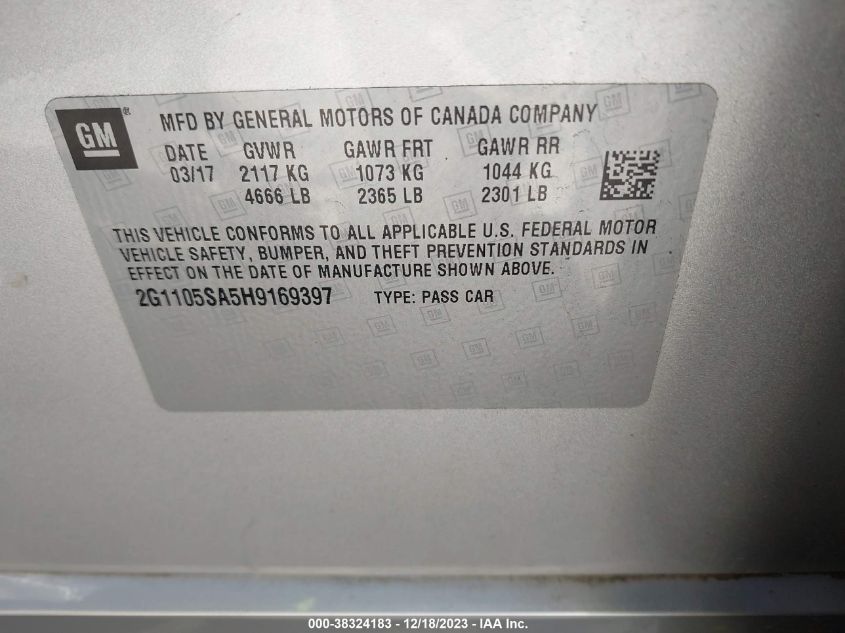 GM ®
MFD BY GENERAL MOTORS OF CANADA COMPANY
DATE GVWR GAWR FRT GAWR RR
03/17 2117 KG 1073 KG 1044 KG
4666 LB 2365 LB 2301 LB
THIS VEHICLE CONFORMS TO ALL APPLICABLE U.S. FEDERAL MOTOR
VEHICLE SAFETY, BUMPER, AND THEFT PREVENTION STANDARDS IN
EFFECT ON THE DATE OF MANUFACTURE SHOWN ABOVE.
2G1105SA5H9169397 TYPE: PASS CAR
000-38324183 - 12/18/2023 - IAA Inc.